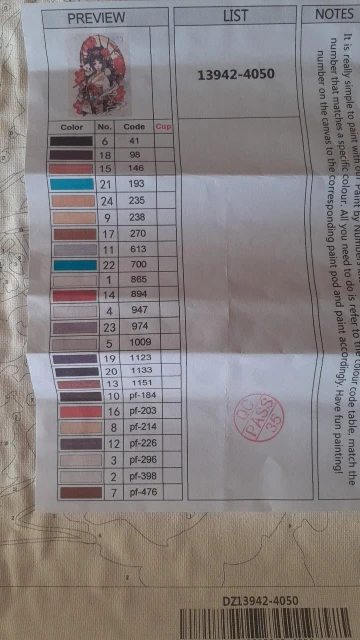 PREVIEW
LIST
NOTES
13942-4050
Color No. Code Cup
6 41
18 98
15 146
21 193
24 235
9 238
17 270
11 613
22 700
1 865
14 894
4 947
23 974
5 1009
19 1123
20 1133
13 1151
10 pf-184
16 pf-203
8 pf-214
12 pf-226
3 pf-296
2 pf-398
7 pf-476
It is really simple to paint with our Paint by Numbers
number that matches a specific colour. All you need to do is refer to the colour code table, match the
number on the canvas to the corresponding paint pod and paint accordingly. Have fun painting!
PASS
DZ13942-4050